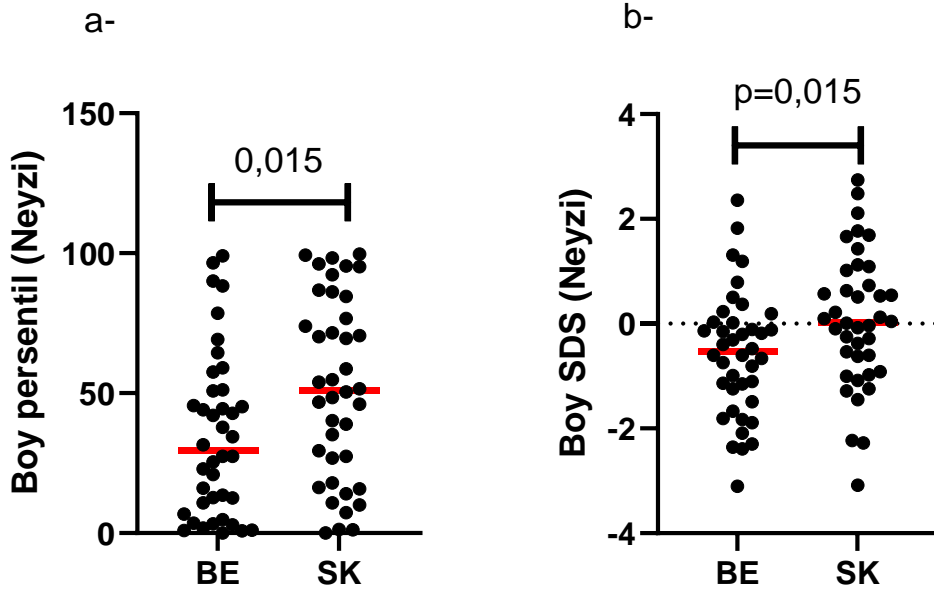 a-
Boy persentil (Neyzi)
150
100
50
0
0,015
BE
SK
b-
Boy SDS (Neyzi)
4
2
0
-2
-4
p=0,015
BE
SK